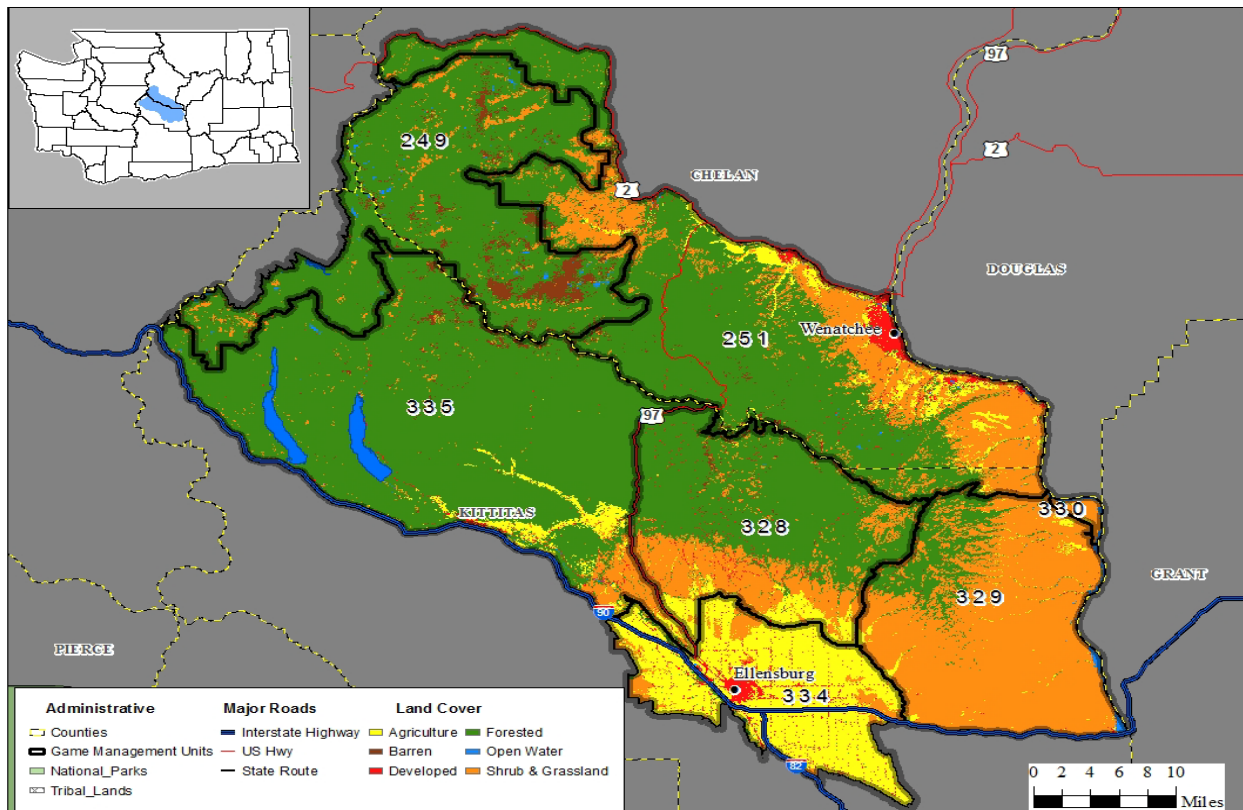 97
249
2
CHELAN
2
DOUGLAS
Wenatchee
251
335
97
KITTITAS
328
330
GRANT
329
90
PIERCE
Ellensburg
334
82
Administrative
Counties
Game Management Units
National_Parks
Tribal_Lands
Major Roads
Interstate Highway
US Hwy
State Route
Land Cover
Agriculture
Barren
Developed
Forested
Open Water
Shrub & Grassland
0 2 4 6 8 10
Miles